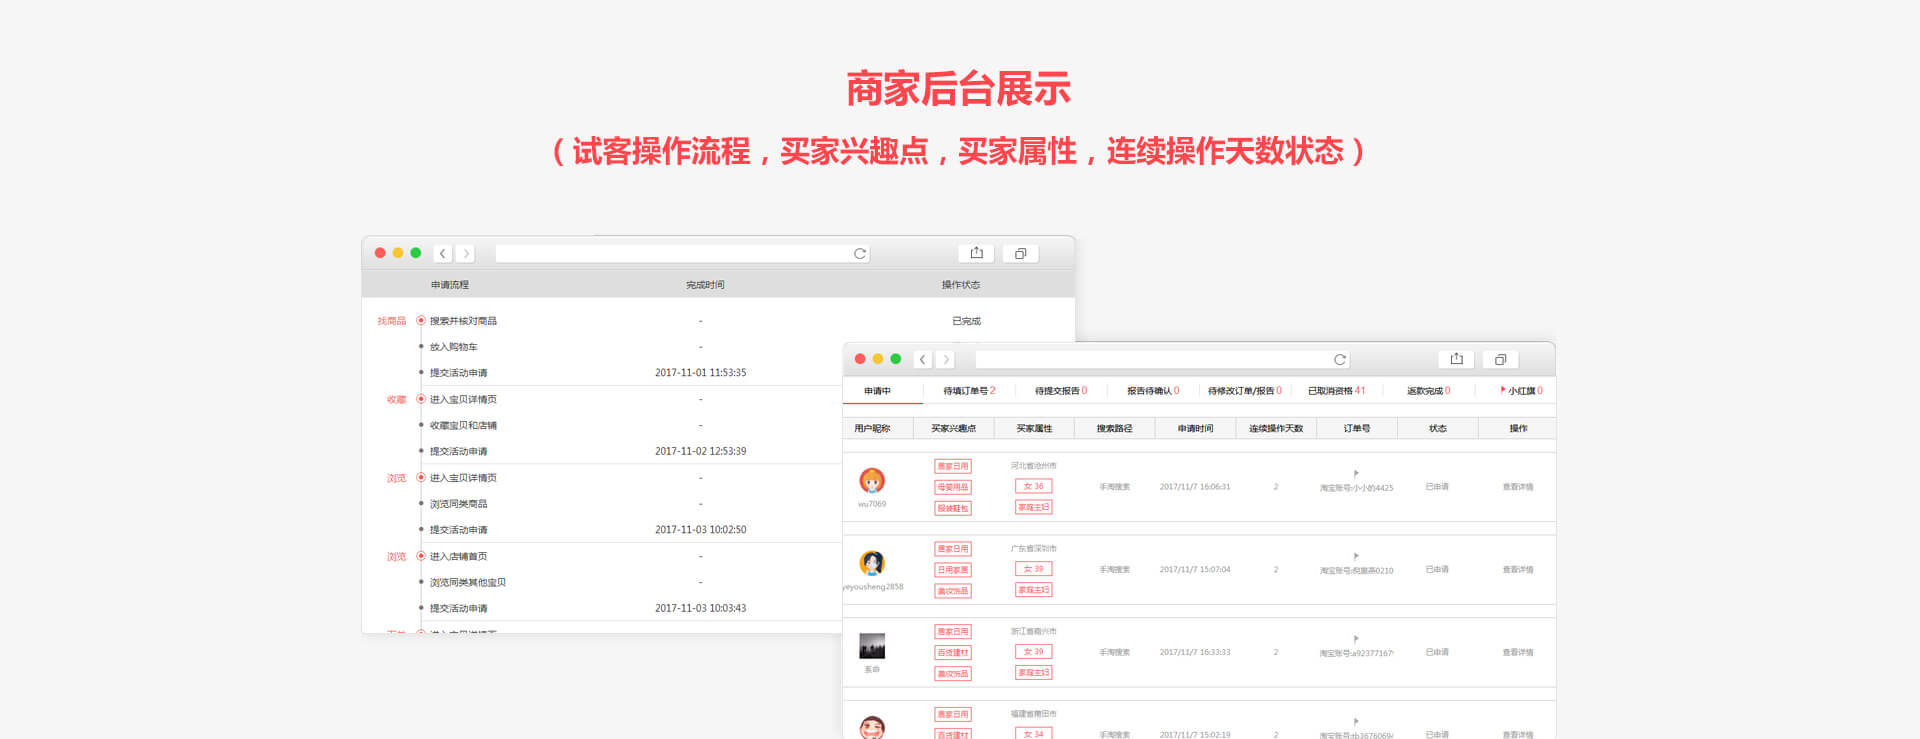 商家后台展示
（试客操作流程，买家兴趣点，买家属性，连续操作天数状态）
申请流程 完成时间 操作状态
找商品 搜索并核对商品 - 已完成
放入购物车 -
提交活动申请 2017-11-01 11:53:35
收藏 进入宝贝详情页 -
收藏宝贝和店铺 -
提交活动申请 2017-11-02 12:53:39
浏览 进入宝贝详情页 -
浏览同类商品 -
提交活动申请 2017-11-03 10:02:50
浏览 进入店铺首页 -
浏览同类其他宝贝 -
提交活动申请 2017-11-03 10:03:43
进入宝贝详情页
申请中 待填订单号 2 待提交报告 0 报告待确认 0 待修改订单/报告 0 已取消资格 41 返款完成 0 小红旗 0
用户昵称 买家兴趣点 买家属性 搜索路径 申请时间 连续操作天数 订单号 状态 操作
居家日用 河北省沧州市
母婴用品 女 36 手淘搜索 2017/11/7 16:06:31 2 淘宝账号:小小的4425 已申请 查看详情
wu7069 服装鞋包 家庭主妇
居家日用 广东省深圳市
日用家居 女 39 手淘搜索 2017/11/7 15:07:04 2 淘宝账号: 0210 已申请 查看详情
yeyousheng2858 美妆饰品 家庭主妇
居家日用 浙江省嘉兴市
百货建材 女 39 手淘搜索 2017/11/7 16:33:33 2 淘宝账号:a92377167 已申请 查看详情
美妆饰品 家庭主妇
居家日用 福建省莆田市
百货建材 女 34 手淘搜索 2017/11/7 15:02:19 2 淘宝账号:tb3676069 已申请 查看详情